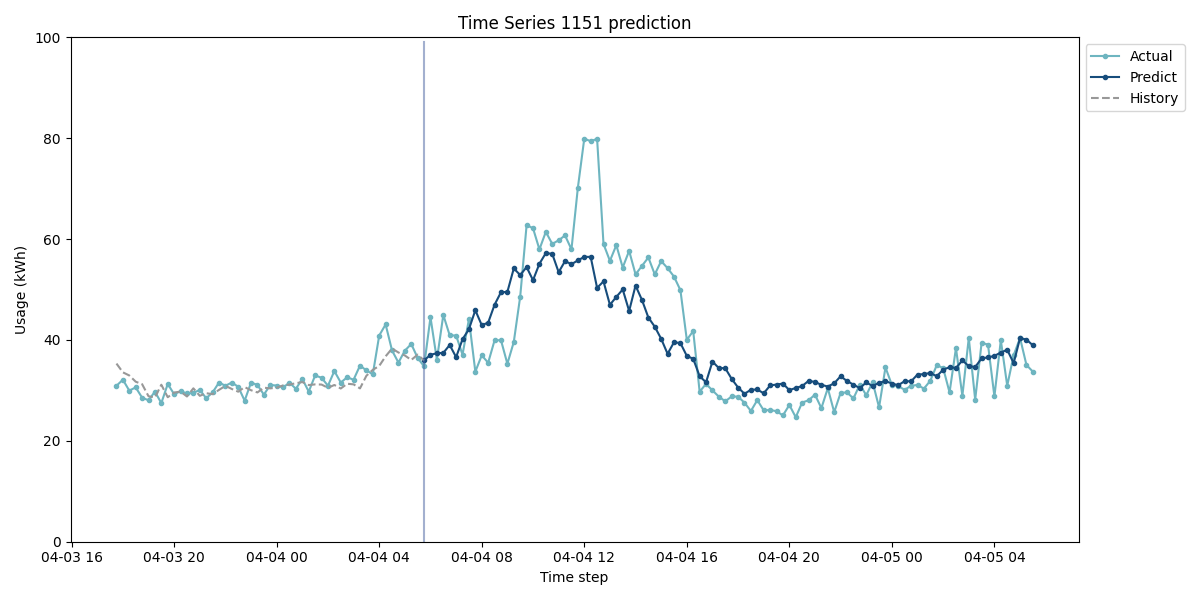 Time Series 1151 prediction
Actual
Predict
History
Usage (kWh)
100
80
60
40
20
0
04-03 16
04-03 20
04-04 00
04-04 04
04-04 08
04-04 12
04-04 16
04-04 20
04-05 00
04-05 04
Time step